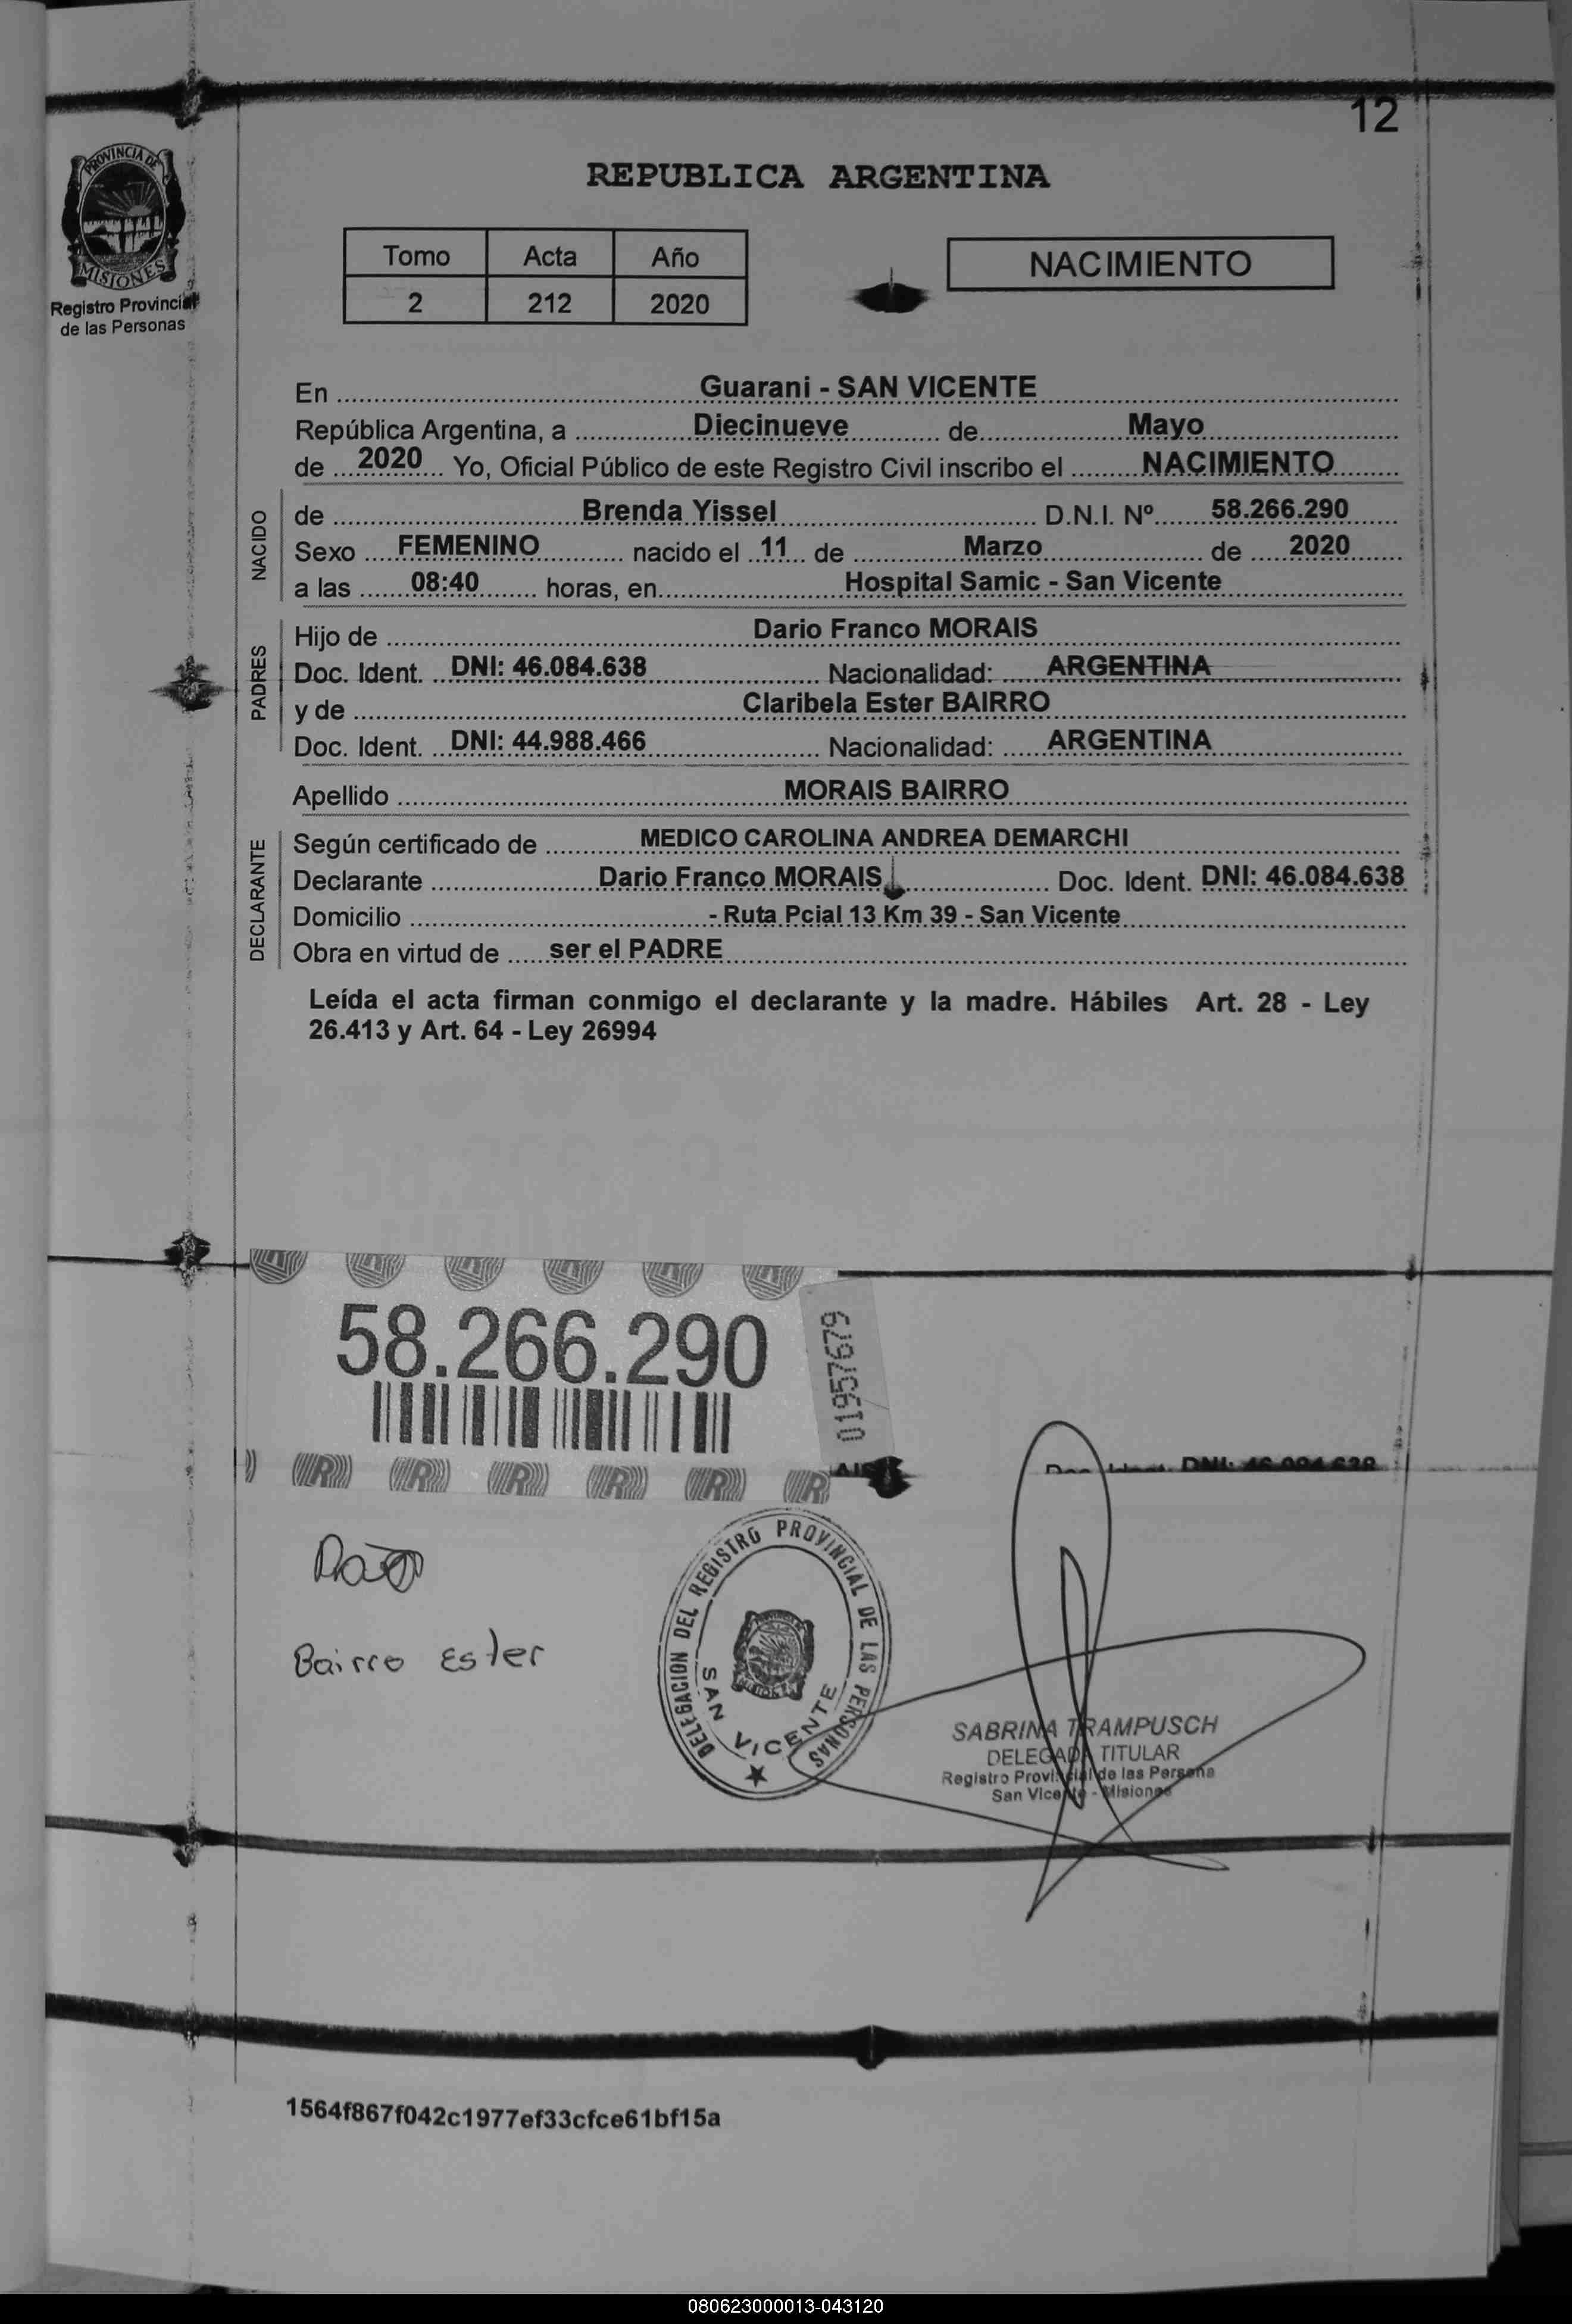 12
PROVINCIA DE
MISIONES
Registro Provincial
de las Personas
REPUBLICA ARGENTINA
Tomo Acta Año
2 212 2020
NACIMIENTO
En Guarani - SAN VICENTE
República Argentina, a Diecinueve de Mayo
de 2020 Yo, Oficial Público de este Registro Civil inscribo el NACIMIENTO
NACIDO
de Brenda Yissel D.N.I. Nº 58.266.290
Sexo FEMENINO nacido el 11 de Marzo de 2020
a las 08:40 horas, en Hospital Samic - San Vicente
PADRES
Hijo de Dario Franco MORAIS
Doc. Ident. DNI: 46.084.638 Nacionalidad: ARGENTINA
y de Claribela Ester BAIRRO
Doc. Ident. DNI: 44.988.466 Nacionalidad: ARGENTINA
Apellido MORAIS BAIRRO
DECLARANTE
Según certificado de MEDICO CAROLINA ANDREA DEMARCHI
Declarante Dario Franco MORAIS Doc. Ident. DNI: 46.084.638
Domicilio - Ruta Pcial 13 Km 39 - San Vicente
Obra en virtud de ser el PADRE
Leída el acta firman conmigo el declarante y la madre. Hábiles Art. 28 - Ley
26.413 y Art. 64 - Ley 26994
58.266.290
01957679
Doc. Ident. DNI: 46.084.638
Bairro Ester
DELEGACION DEL REGISTRO PROVINCIAL DE LAS PERSONAS
SAN VICENTE
SABRINA TRAMPUSCH
DELEGADA TITULAR
Registro Provincial de las Persona
San Vicente - Misiones
1564f867f042c1977ef33cfce61bf15a
080623000013-043120